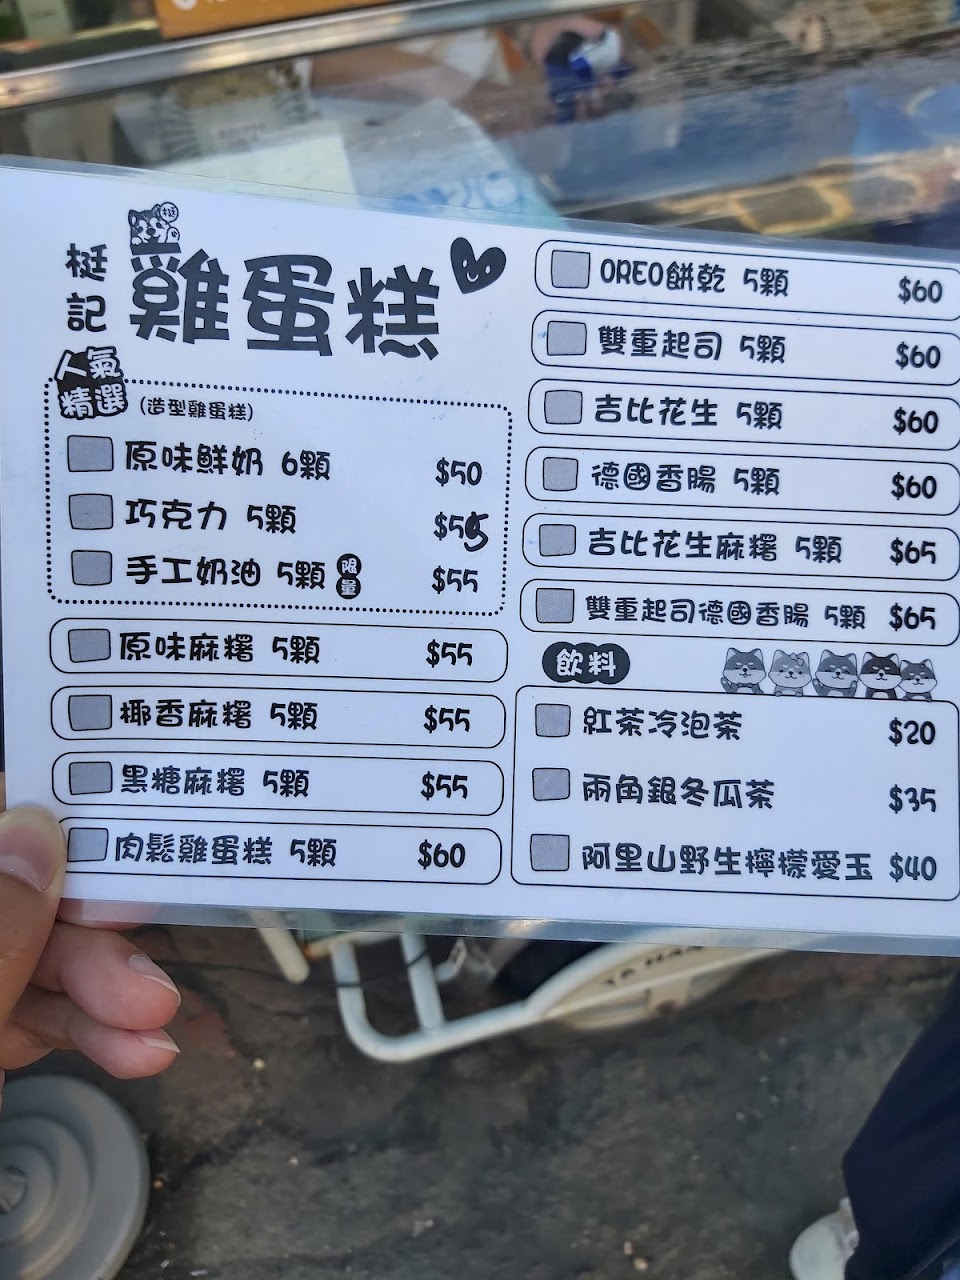 梃記
雞蛋糕
人氣精選
(造型雞蛋糕)
原味鮮奶 6顆 $50
巧克力 5顆 $55
手工奶油 5顆 限量 $55
原味麻糬 5顆 $55
椰香麻糬 5顆 $55
黑糖麻糬 5顆 $55
肉鬆雞蛋糕 5顆 $60
OREO餅乾 5顆 $60
雙重起司 5顆 $60
吉比花生 5顆 $60
德國香腸 5顆 $60
吉比花生麻糬 5顆 $65
雙重起司德國香腸 5顆 $65
飲料
紅茶冷泡茶 $20
兩角銀冬瓜茶 $35
阿里山野生檸檬愛玉 $40